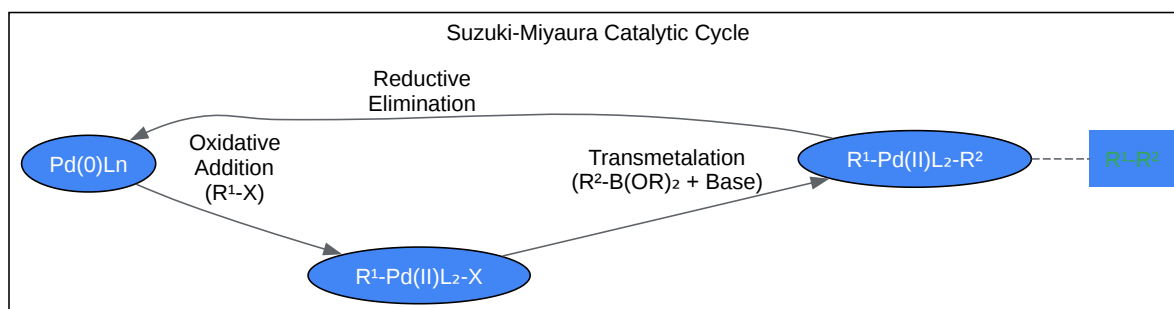 Suzuki-Miyaura Catalytic Cycle
Reductive
Elimination
Pd(0)Ln
Oxidative
Addition
(R¹-X)
Transmetalation
(R²-B(OR)₂ + Base)
R¹-Pd(II)L₂-R²
R¹-R²
R¹-Pd(II)L₂-X